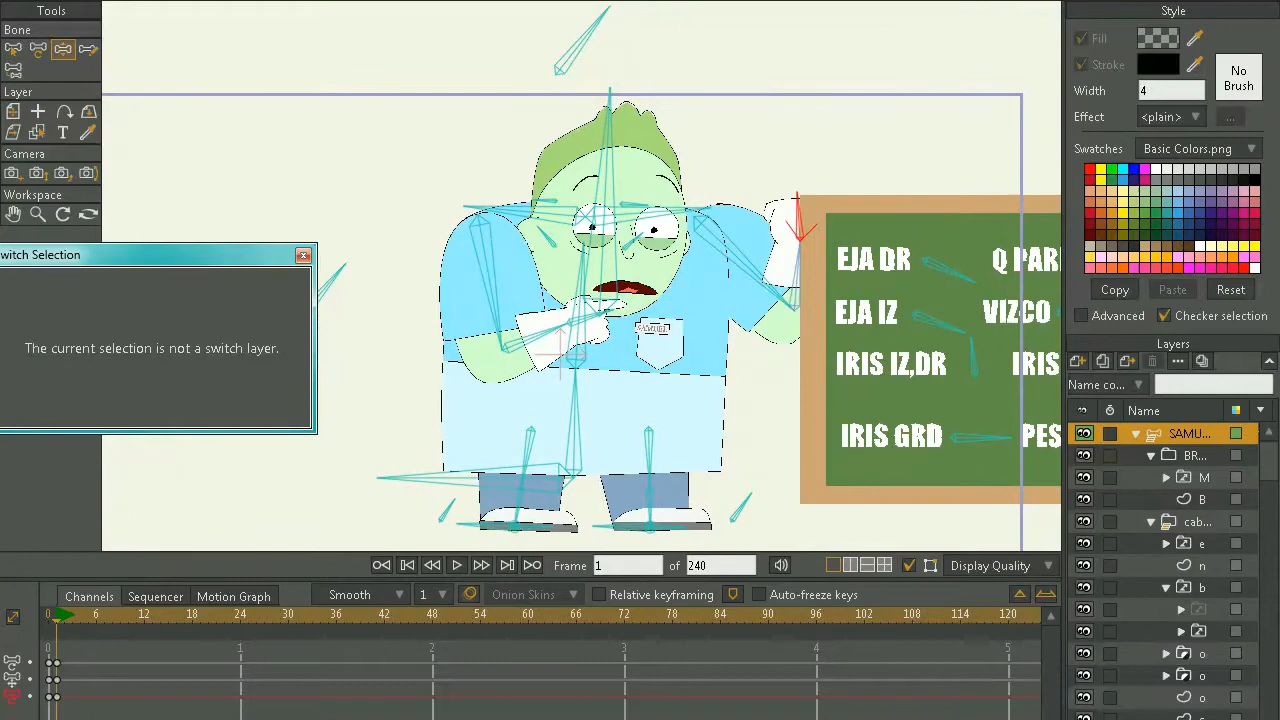 Tools
Bone
Layer
Camera
Workspace
witch Selection
The current selection is not a switch layer.
SAMUEL
EJA DR
Q PAR
EJA IZ
VIZCO
IRIS IZ,DR
IRIS GRD
PES
Style
Fill
Stroke
No Brush
Width 4
Effect <plain> ...
Swatches Basic Colors.png
Copy Paste Reset
Advanced Checker selection
Layers
Name co...
Name
SAMU...
BR...
M
B
cab...
e
n
b
o
o
o
Frame 1 of 240 Display Quality
Channels Sequencer Motion Graph Smooth 1 Onion Skins Relative keyframing Auto-freeze keys
0 6 12 18 24 30 36 42 48 54 60 66 72 78 84 90 96 102 108 114 120
0 1 2 3 4 5